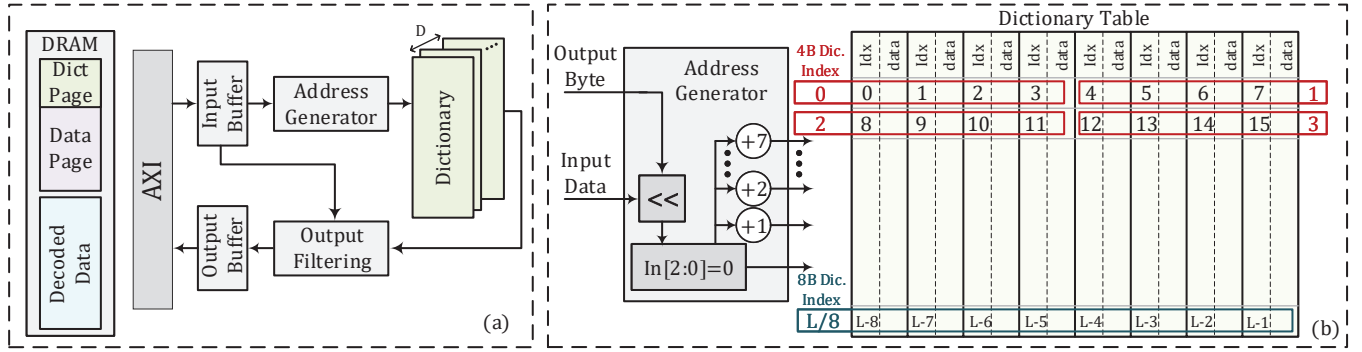 DRAM
Dict
Page
Data
Page
Decoded
Data
AXI
Input
Buffer
Address
Generator
D
Dictionary
Output
Buffer
Output
Filtering
(a)
Output
Byte
Input
Data
Address
Generator
<<
+7
+2
+1
In[2:0]=0
Dictionary Table
4B Dic.
Index
Idx data Idx data Idx data Idx data Idx data Idx data Idx data Idx data
0 0 1 2 3 4 5 6 7 1
2 8 9 10 11 12 13 14 15 3
8B Dic.
Index
L/8 L-8 L-7 L-6 L-5 L-4 L-3 L-2 L-1
(b)